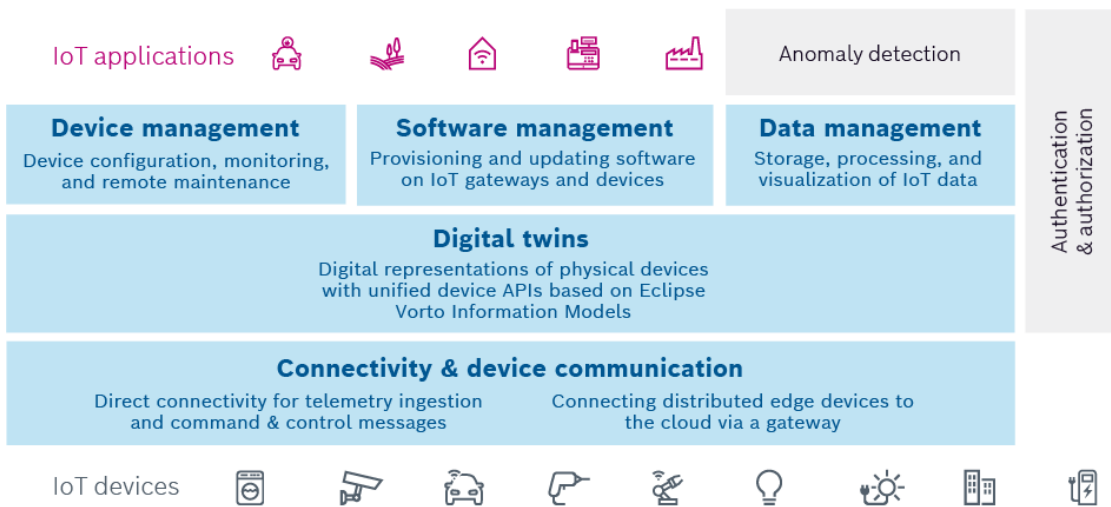 IoT applications
Anomaly detection
Device management
Device configuration, monitoring,
and remote maintenance
Software management
Provisioning and updating software
on IoT gateways and devices
Data management
Storage, processing, and
visualization of IoT data
Authentication
& authorization
Digital twins
Digital representations of physical devices
with unified device APIs based on Eclipse
Vorto Information Models
Connectivity & device communication
Direct connectivity for telemetry ingestion
and command & control messages
Connecting distributed edge devices to
the cloud via a gateway
IoT devices